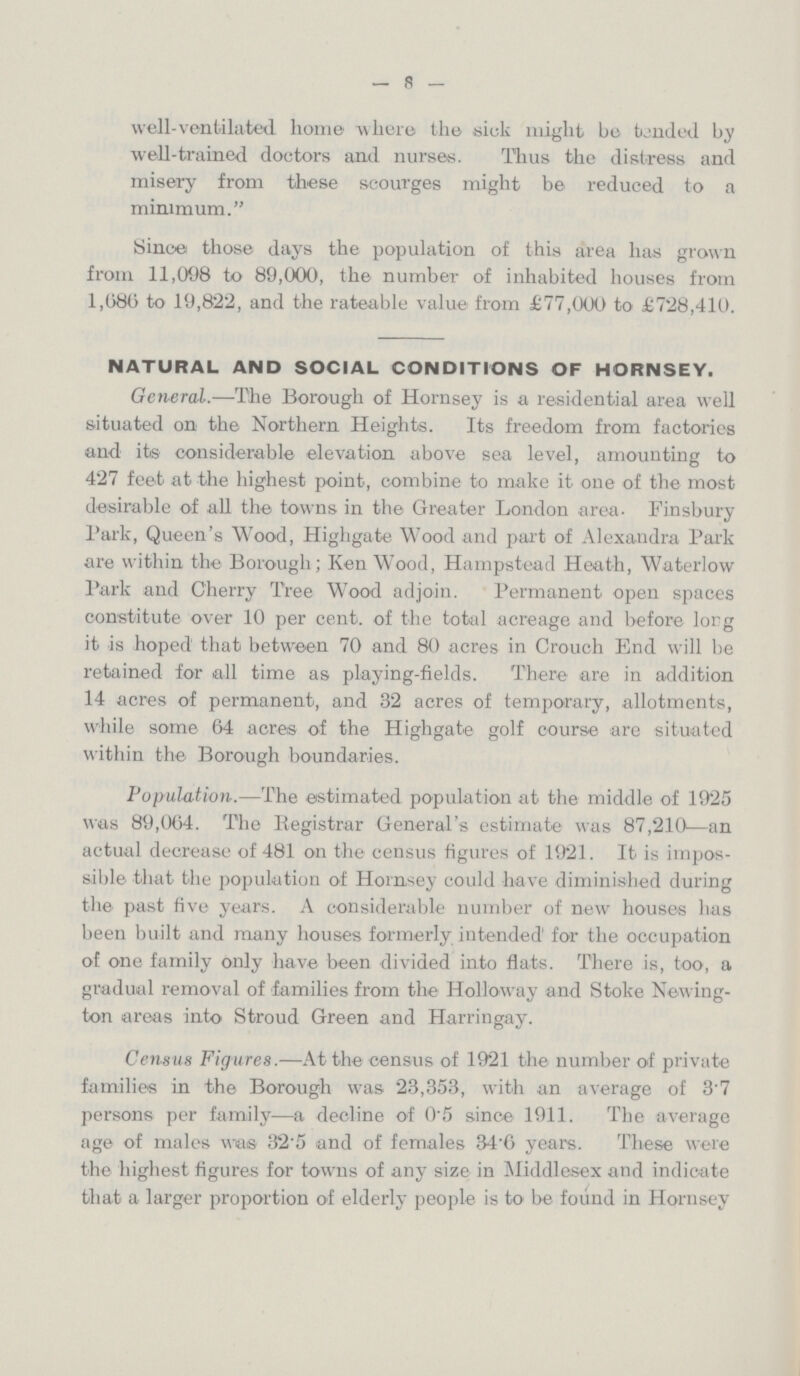 — 8 —
well-ventilated home where the sick might be tended by
well-trained doctors and nurses. Thus the distress and
misery from these scourges might be reduced to a
minimum."
Since those days the population of this area has grown
from 11,098 to 89,000, the number of inhabited houses from
1,686 to 19,822, and the rateable value from £77,000 to £728,410.
NATURAL AND SOCIAL CONDITIONS OF HORNSEY.
General.—The Borough of Hornsey is a residential area well
situated on the Northern Heights. Its freedom from factories
and its considerable elevation above sea level, amounting to
427 feet at the highest point, combine to make it one of the most
desirable of all the towns in the Greater London area. Finsbury
Park, Queen's Wood, Highgate Wood and part of Alexandra Park
are within the Borough; Ken Wood, Hampstead Heath, Waterlow
Park and Cherry Tree Wood adjoin. Permanent open spaces
constitute over 10 per cent. of the total acreage and before long
it is hoped that between 70 and 80 acres in Crouch End will be
retained for all time as playing-fields. There are in addition
14 acres of permanent, and 32 acres of temporary, allotments,
while some 64 acres of the Highgate golf course are situated
within the Borough boundaries.
Population.—The estimated population at the middle of 1925
was 89,064. The Registrar General's estimate was 87,210—an
actual decrease of 481 on the census figures of 1921. It is impos-
sible that the population of Hornsey could have diminished during
the past five years. A considerable number of new houses has
been built and many houses formerly intended for the occupation
of one family only have been divided into flats. There is, too, a
gradual removal of families from the Holloway and Stoke Newing-
ton areas into Stroud Green and Harringay.
Census Figures.—At the census of 1921 the number of private
families in the Borough was 23,353, with an average of 3·7
persons per family—a decline of 0·5 since 1911. The average
age of males was 32·5 and of females 34·6 years. These were
the highest figures for towns of any size in Middlesex and indicate
that a larger proportion of elderly people is to be found in Hornsey